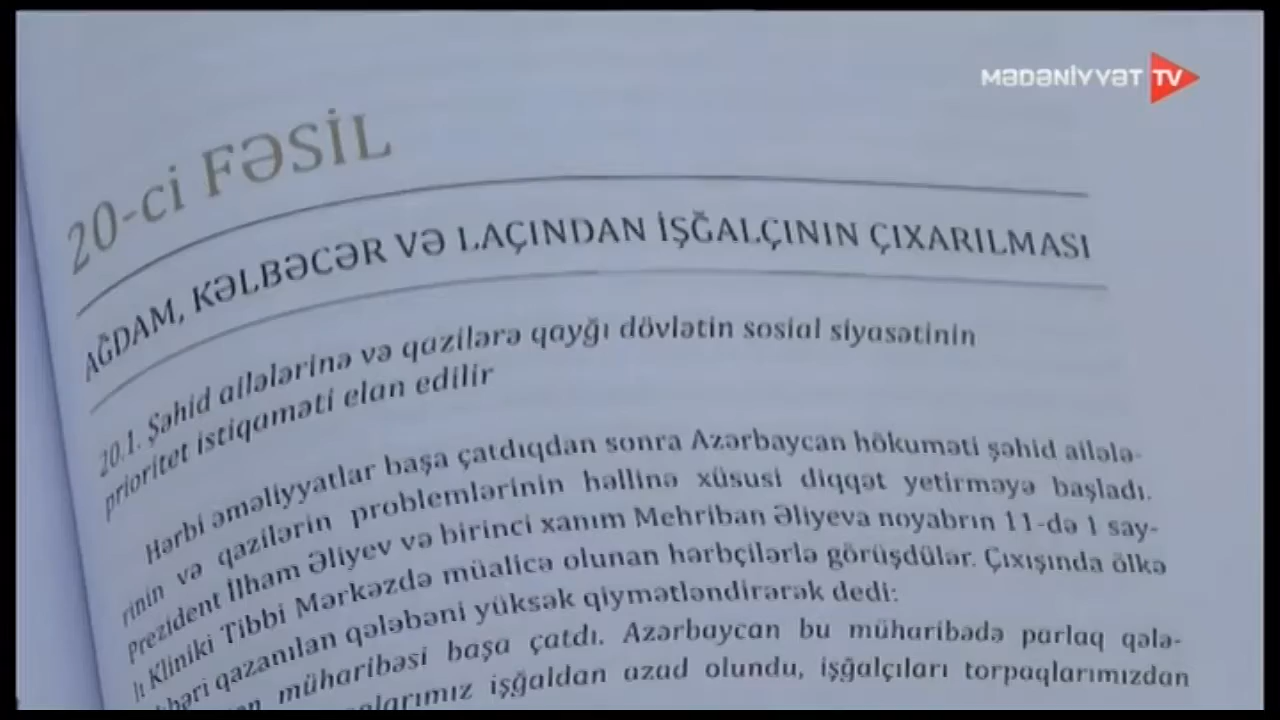 MƏDƏNİYYƏT TV
20-ci FƏSİL
AĞDAM, KƏLBƏCƏR VƏ LAÇINDAN İŞĞALÇININ ÇIXARILMASI
20.1. Şəhid ailələrinə və qazilərə qayğı dövlətin sosial siyasətinin
prioritet istiqaməti elan edilir
Hərbi əməliyyatlar başa çatdıqdan sonra Azərbaycan hökuməti şəhid ailələ-
rinin və qazilərin problemlərinin həllinə xüsusi diqqət yetirməyə başladı.
Prezident İlham Əliyev və birinci xanım Mehriban Əliyeva noyabrın 11-də 1 say-
lı Kliniki Tibbi Mərkəzdə müalicə olunan hərbçilərlə görüşdülər. Çıxışında ölkə
qazanılan qələbəni yüksək qiymətləndirərək dedi:
müharibəsi başa çatdı. Azərbaycan bu müharibədə parlaq qələ-
işğaldan azad olundu, işğalçıları torpaqlarımızdan